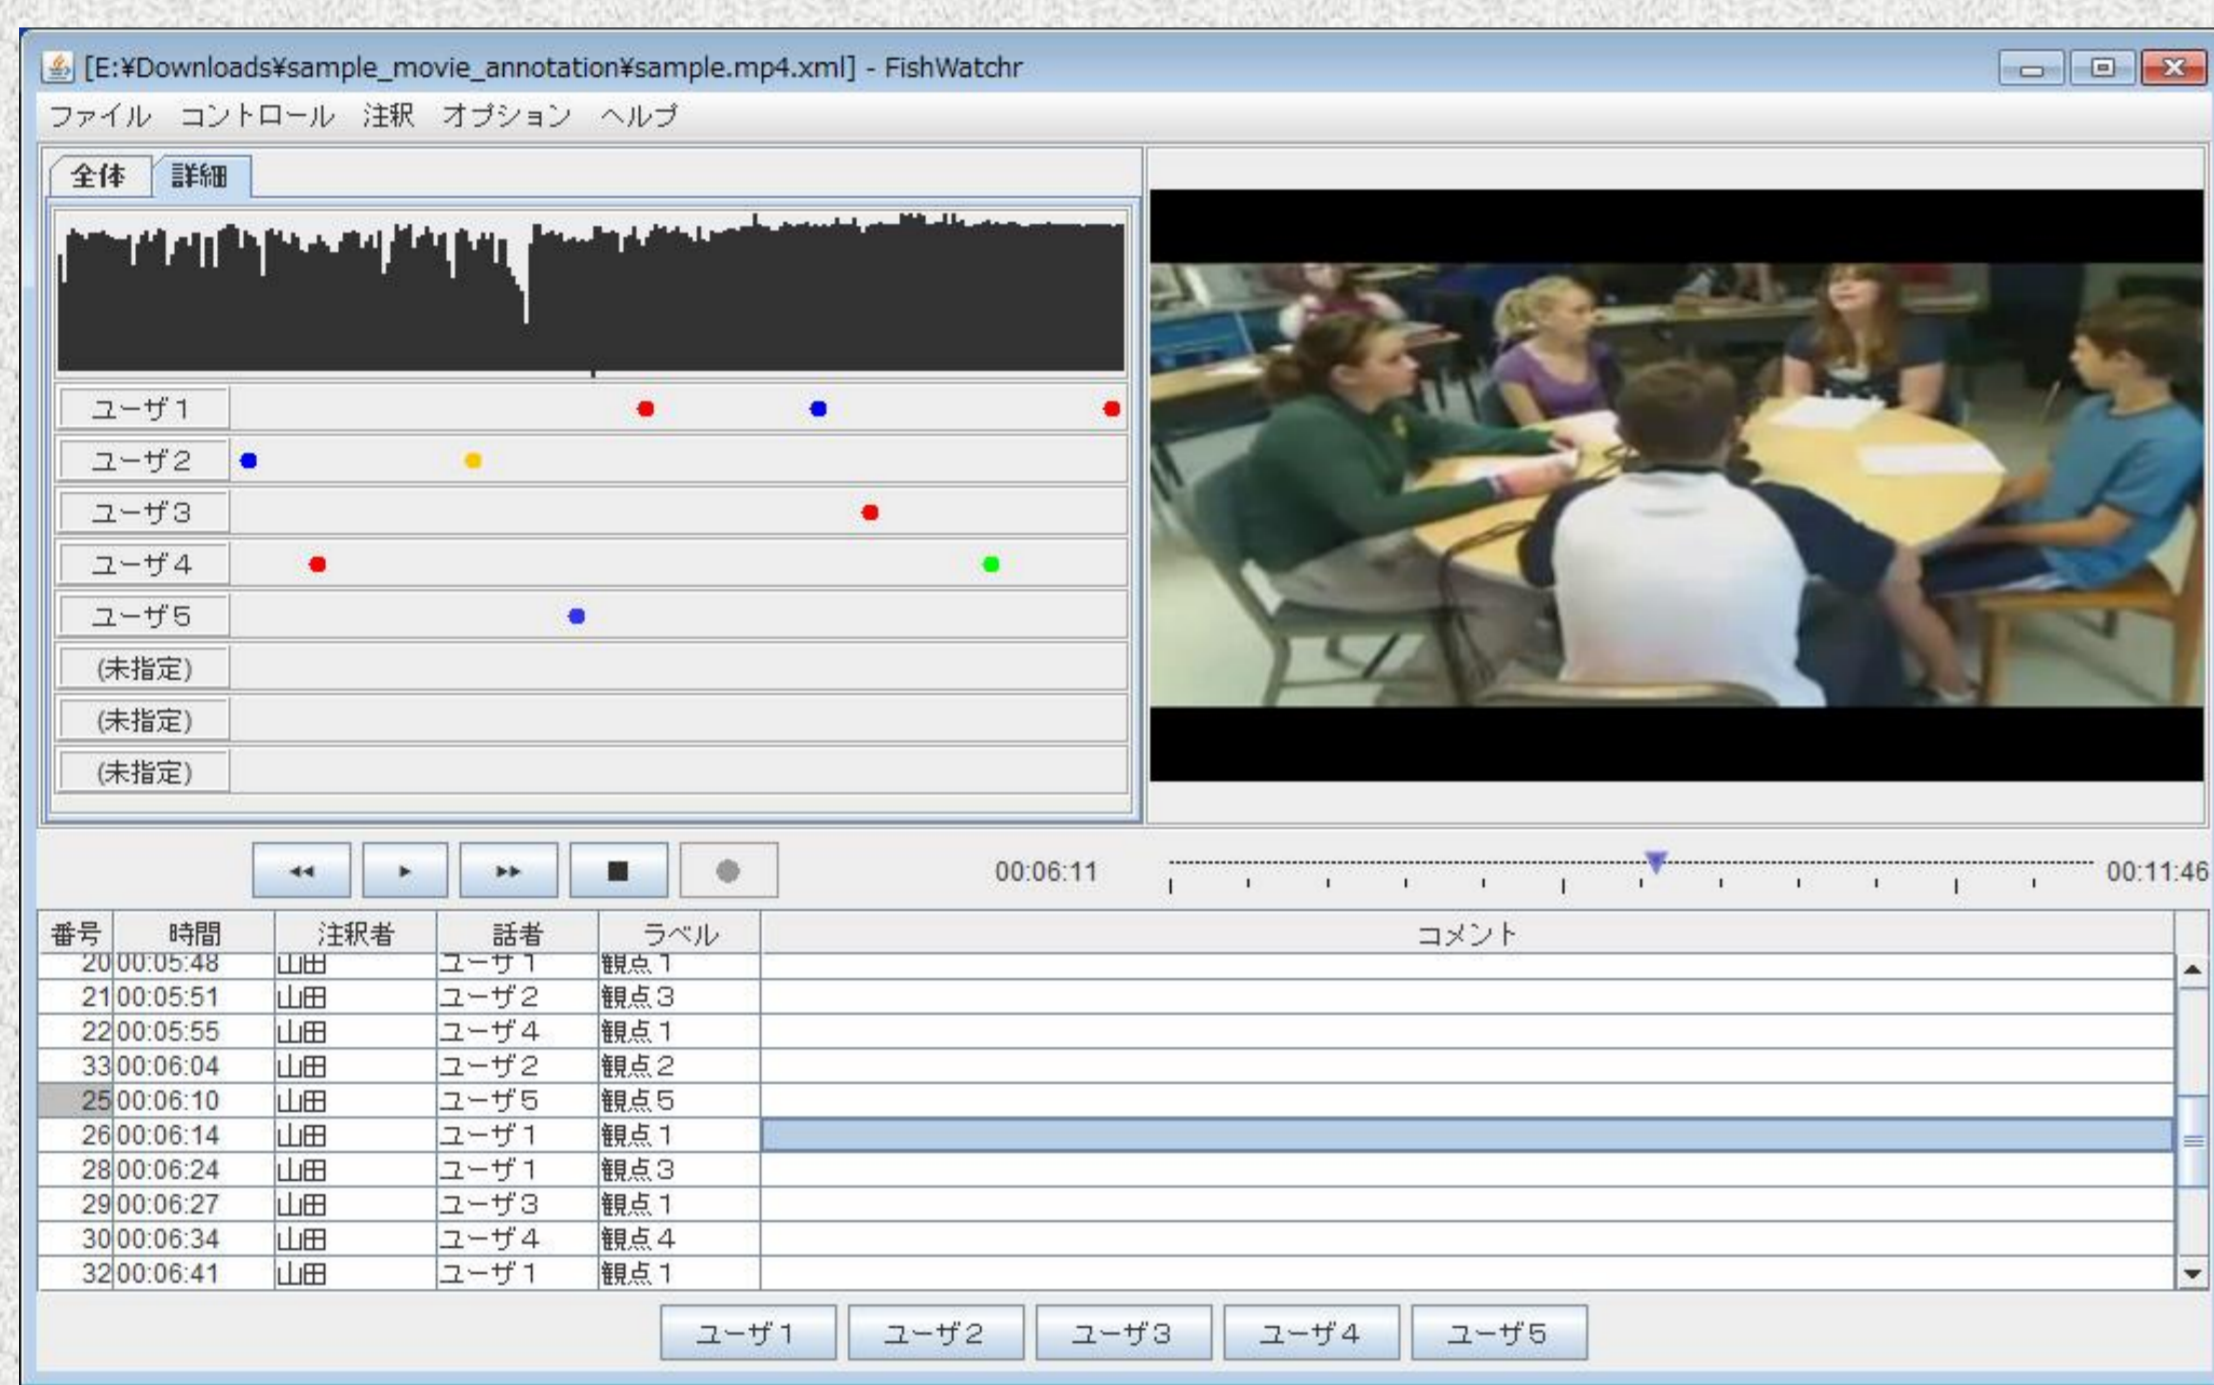 [E:¥Downloads¥sample_movie_annotation¥sample.mp4.xml] - FishWatchr
ファイル コントロール 注釈 オプション ヘルプ
全体 詳細
ユーザ1
ユーザ2
ユーザ3
ユーザ4
ユーザ5
(未指定)
(未指定)
(未指定)
00:06:11 00:11:46
番号 時間 注釈者 話者 ラベル コメント
20 00:05:48 山田 ユーザ1 観点1
21 00:05:51 山田 ユーザ2 観点3
22 00:05:55 山田 ユーザ4 観点1
33 00:06:04 山田 ユーザ2 観点2
25 00:06:10 山田 ユーザ5 観点5
26 00:06:14 山田 ユーザ1 観点1
28 00:06:24 山田 ユーザ1 観点3
29 00:06:27 山田 ユーザ3 観点1
30 00:06:34 山田 ユーザ4 観点4
32 00:06:41 山田 ユーザ1 観点1
ユーザ1 ユーザ2 ユーザ3 ユーザ4 ユーザ5